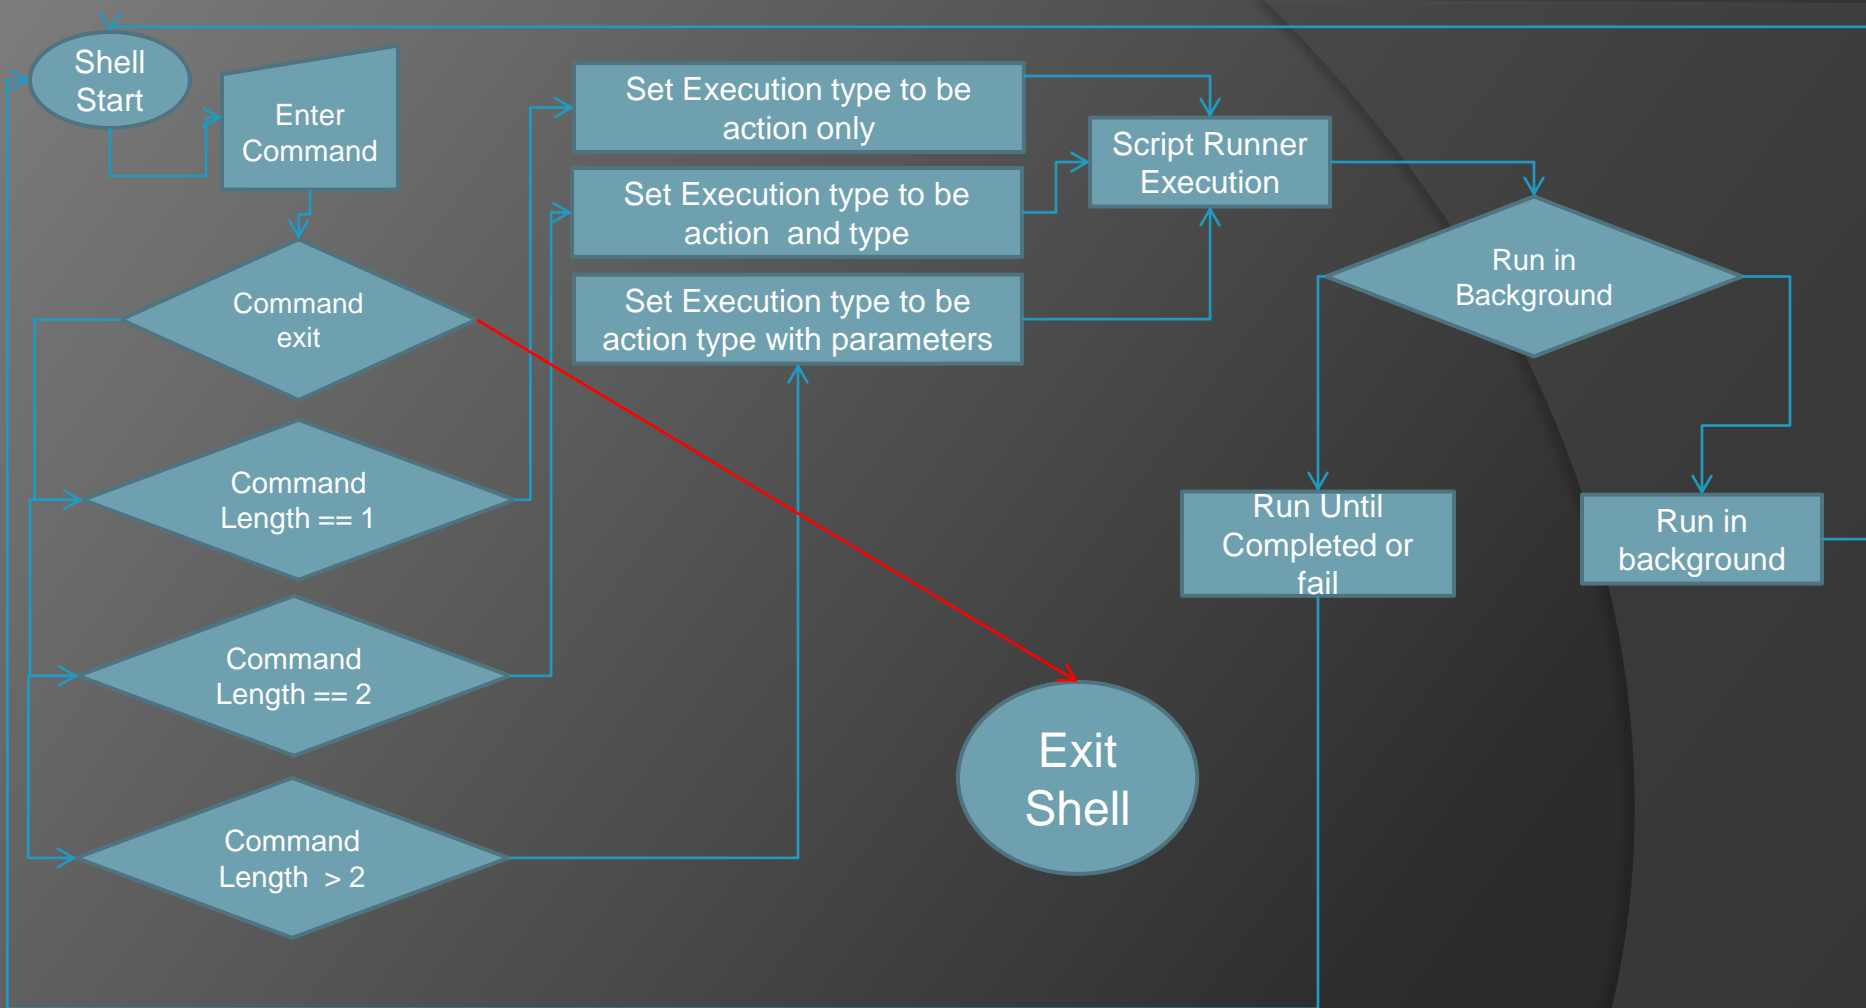 Shell
Start
Enter
Command
Command
exit
Command
Length == 1
Command
Length == 2
Command
Length  > 2
Set Execution type to be
action only
Set Execution type to be
action  and type
Set Execution type to be
action type with parameters
Script Runner
Execution
Run in
Background
Run Until
Completed or
fail
Run in
background
Exit
Shell